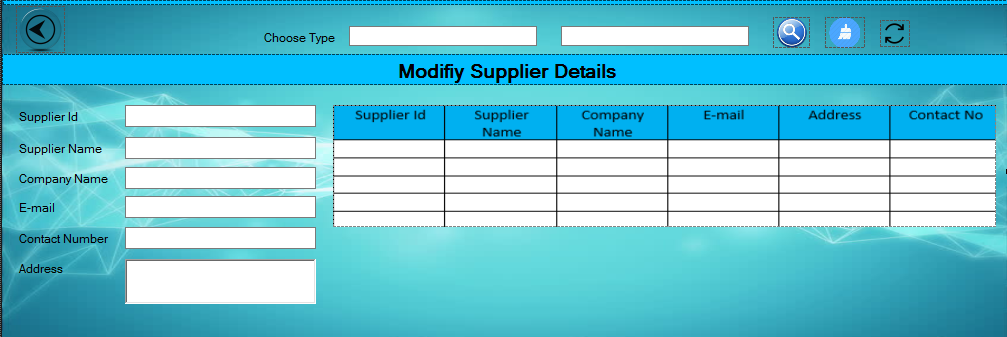 Choose Type
Modifiy Supplier Details
Supplier Id
Supplier Name
Company Name
E-mail
Contact Number
Address
Supplier Id Supplier Name Company Name E-mail Address Contact No